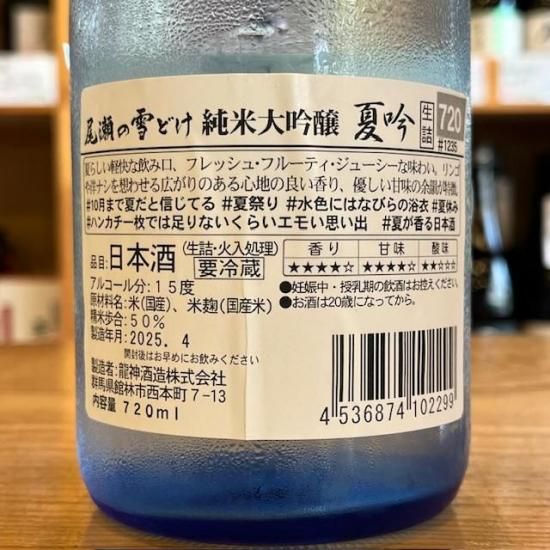 尾瀬の雪どけ 純米大吟醸 夏吟 生詰 720 #1235
夏らしい軽快な飲み口、フレッシュ・フルーティ・ジューシーな味わい。リンゴ
や洋ナシを想わせる広がりのある心地の良い香り、優しい甘味の余韻が特徴。
#10月まで夏だと信じてる #夏祭り #水色にはなびらの浴衣 #夏休み
#ハンカチ一枚では足りないくらいエモい思い出 #夏が香る日本酒
品目:日本酒 (生詰・火入処理) 要冷蔵
アルコール分:15度
原材料名:米(国産)、米麹(国産米)
精米歩合:50%
製造年月:2025. 4
開封後はお早めにお飲みください
製造者:龍神酒造株式会社
群馬県館林市西本町7-13
内容量 720ml
香り 甘味 酸味
★★★★☆ ★★★★☆ ★★☆☆☆
●妊娠中・授乳期の飲酒はお控えください。
●お酒は20歳になってから。
4 536874 102299